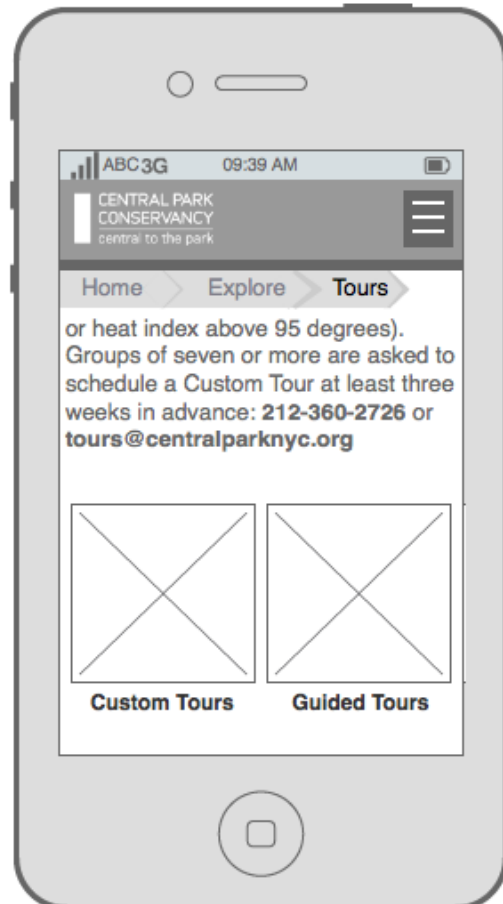 ABC 3G 09:39 AM
CENTRAL PARK
CONSERVANCY
central to the park
Home Explore Tours
or heat index above 95 degrees).
Groups of seven or more are asked to
schedule a Custom Tour at least three
weeks in advance: 212-360-2726 or
tours@centralparknyc.org
Custom Tours Guided Tours